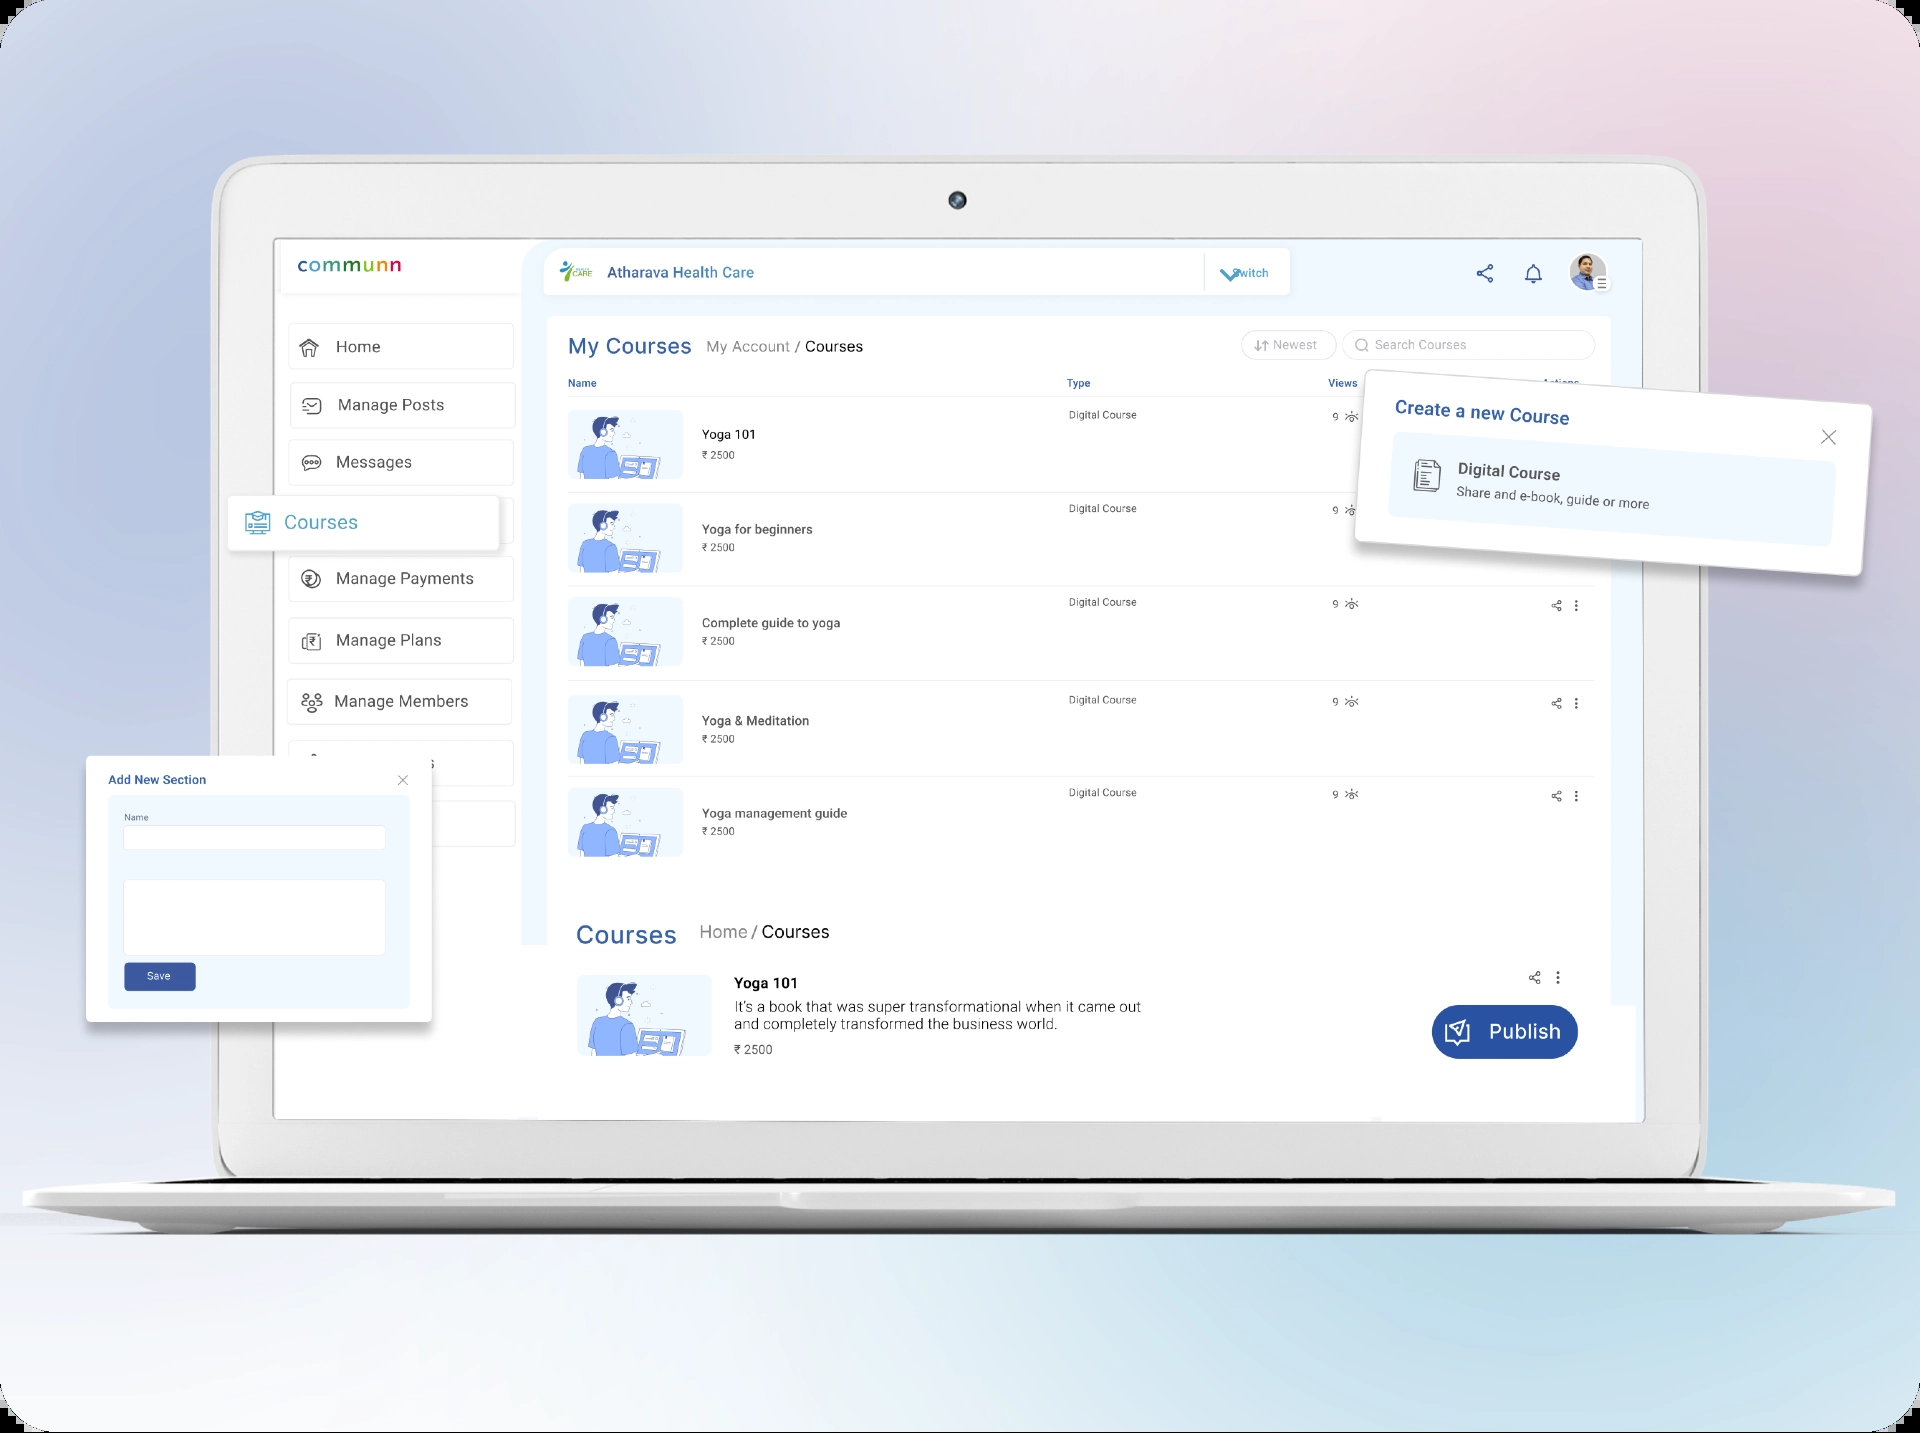 communn
CARE
Atharava Health Care
Switch
Home
Manage Posts
Messages
Courses
Manage Payments
Manage Plans
Manage Members
My Courses
My Account / Courses
Newest
Search Courses
Name
Type
Views
Actions
Yoga 101
₹ 2500
Digital Course
9
Yoga for beginners
₹ 2500
Digital Course
9
Complete guide to yoga
₹ 2500
Digital Course
9
Yoga & Meditation
₹ 2500
Digital Course
9
Yoga management guide
₹ 2500
Digital Course
9
Create a new Course
Digital Course
Share and e-book, guide or more
Add New Section
Name
Save
Courses
Home / Courses
Yoga 101
It's a book that was super transformational when it came out
and completely transformed the business world.
₹ 2500
Publish